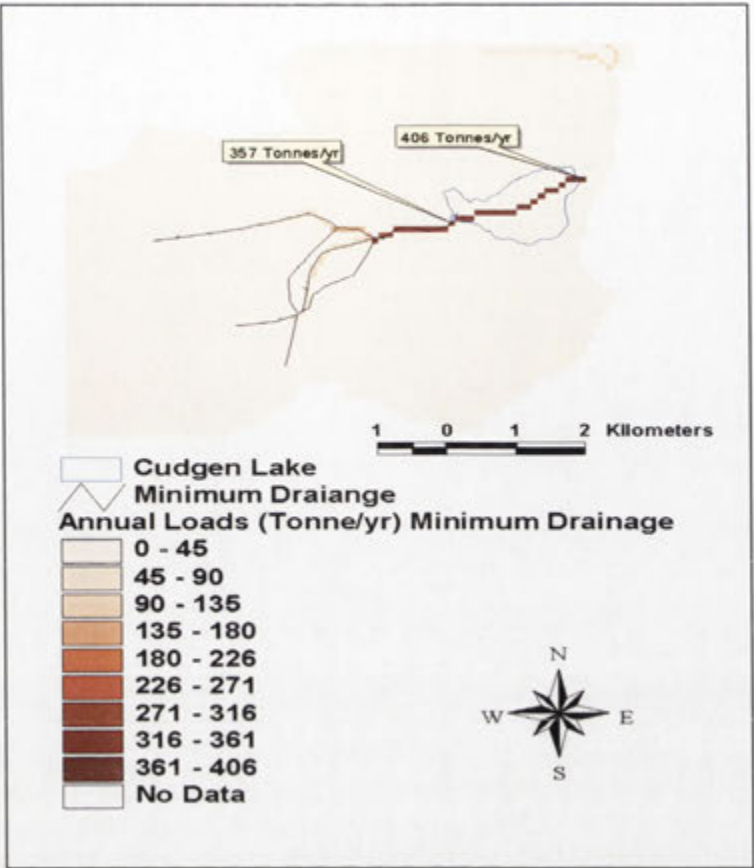 406 Tonnes/yr
357 Tonnes/yr
1 0 1 2 Kilometers
Cudgen Lake
Minimum Draiange
Annual Loads (Tonne/yr) Minimum Drainage
0 - 45
45 - 90
90 - 135
135 - 180
180 - 226
226 - 271
271 - 316
316 - 361
361 - 406
No Data
N
W E
S